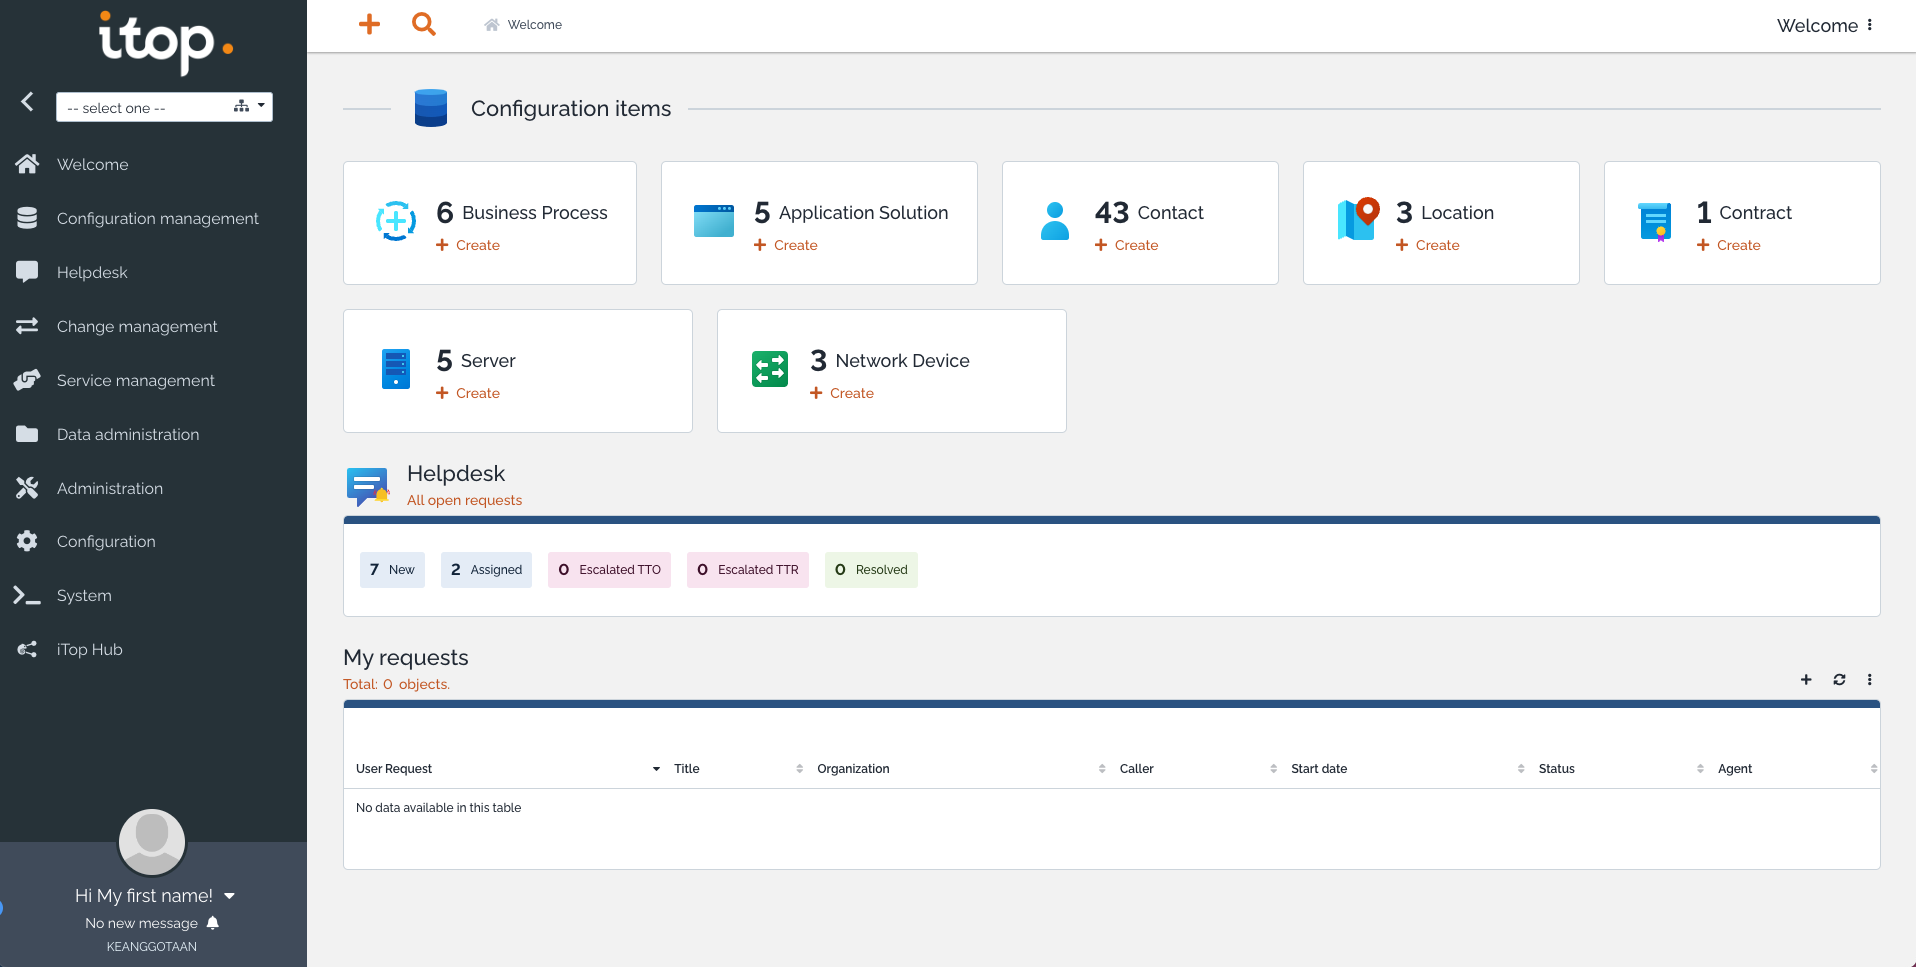 itop.
-- select one --
Welcome
Configuration management
Helpdesk
Change management
Service management
Data administration
Administration
Configuration
System
iTop Hub
Hi My first name!
No new message
KEANGGOTAAN
Welcome
Welcome
Configuration items
6 Business Process
Create
5 Application Solution
Create
43 Contact
Create
3 Location
Create
1 Contract
Create
5 Server
Create
3 Network Device
Create
Helpdesk
All open requests
7 New
2 Assigned
0 Escalated TTO
0 Escalated TTR
0 Resolved
My requests
Total: 0 objects.
User Request Title Organization Caller Start date Status Agent
No data available in this table